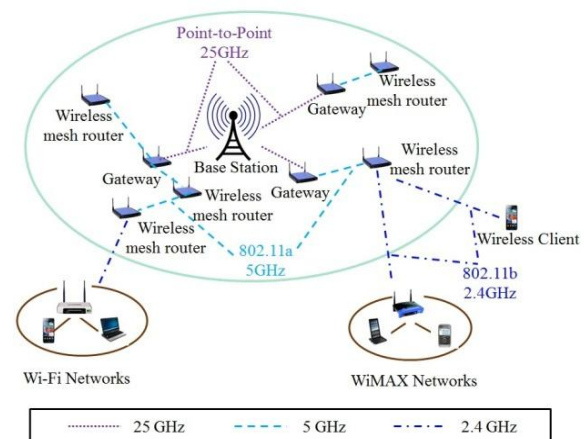 Point-to-Point
25GHz
Wireless
mesh router
Gateway
Wireless
mesh router
Base Station
Gateway
Wireless
mesh router
Gateway
Wireless
mesh router
Wireless
mesh router
802.11a
5GHz
Wireless Client
802.11b
2.4GHz
Wi-Fi Networks
WiMAX Networks
25 GHz
5 GHz
2.4 GHz